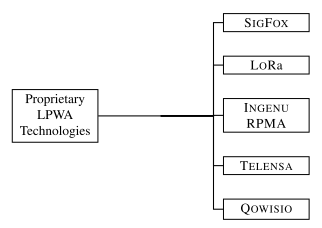 Proprietary
LPWA
Technologies
SIGFOX
LORa
INGENU
RPMA
TELENSA
QOWISIO